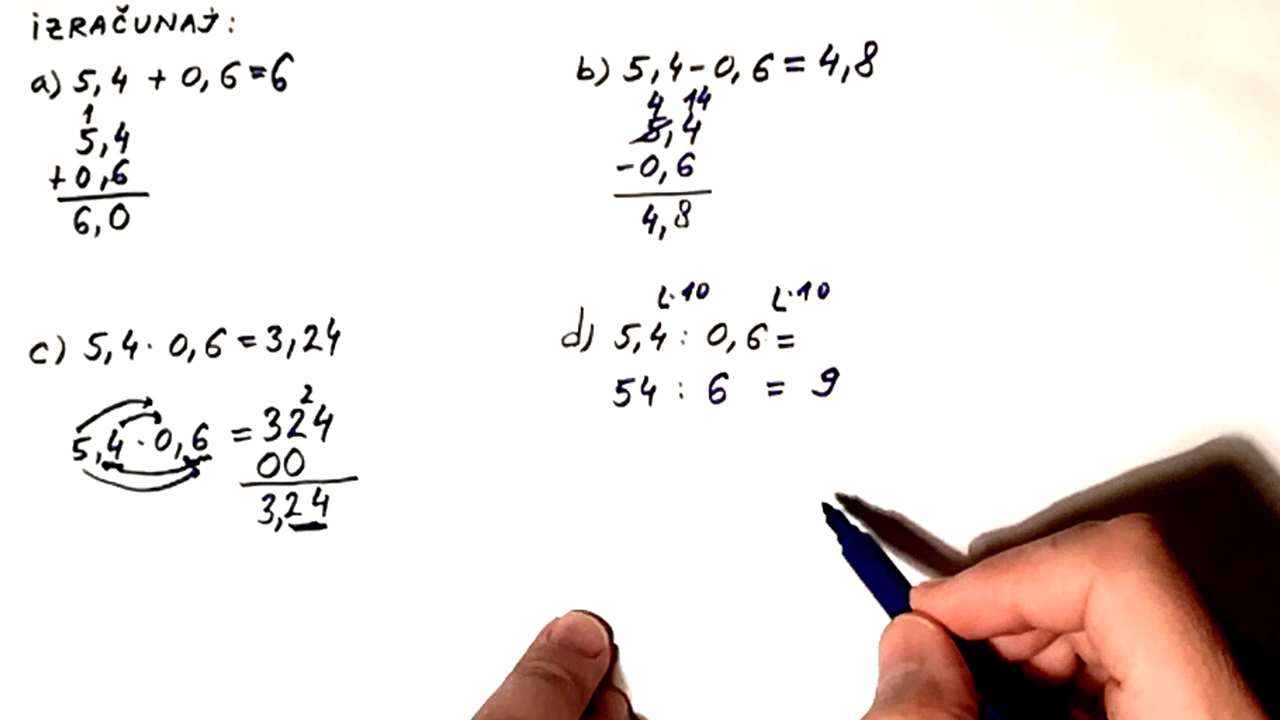 IZRAČUNAJ:
a) 5,4 + 0,6 = 6
1
5,4
+0,6
6,0
b) 5,4 - 0,6 = 4,8
4 14
5,4
-0,6
4,8
c) 5,4 · 0,6 = 3,24
2
5,4 · 0,6 = 324
00
3,24
·10 ·10
d) 5,4 : 0,6 =
54 : 6 = 9